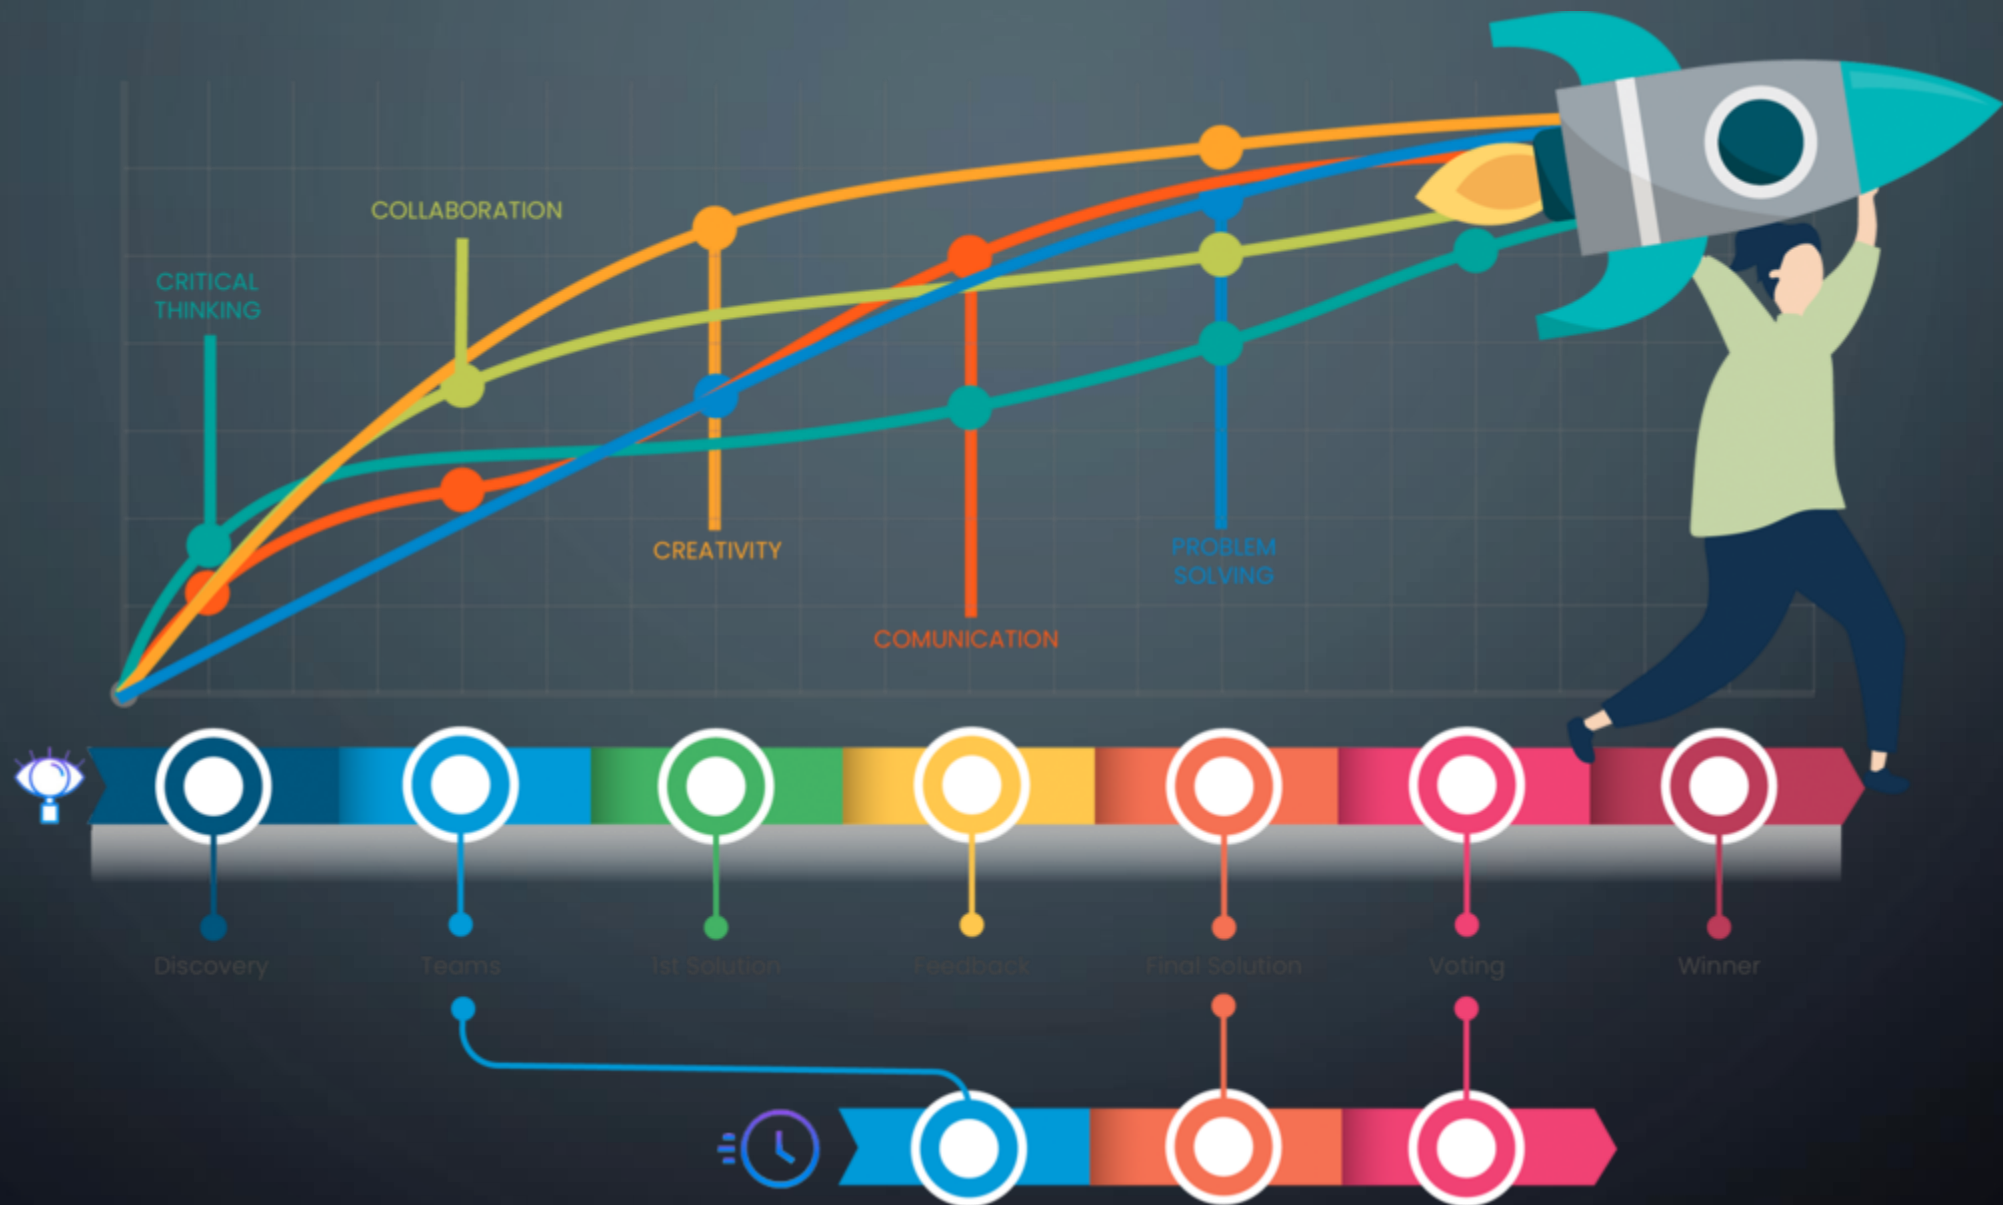 COLLABORATION
CRITICAL
THINKING
CREATIVITY
PROBLEM
SOLVING
COMUNICATION
Discovery
Teams
1st Solution
Feedback
Final Solution
Voting
Winner